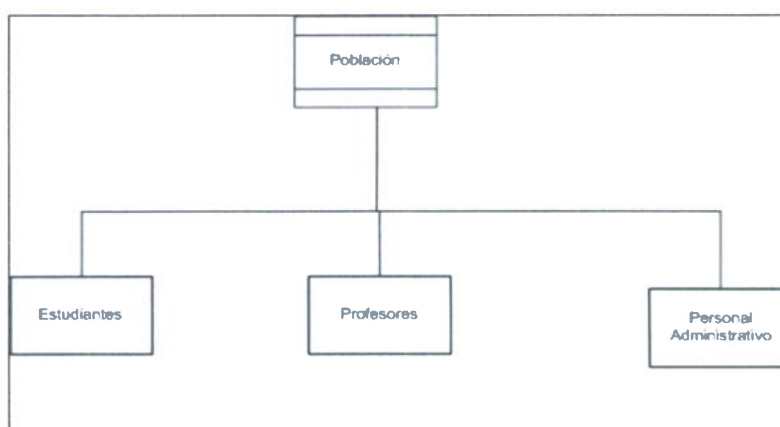 Población
Estudiantes
Profesores
Personal
Administrativo